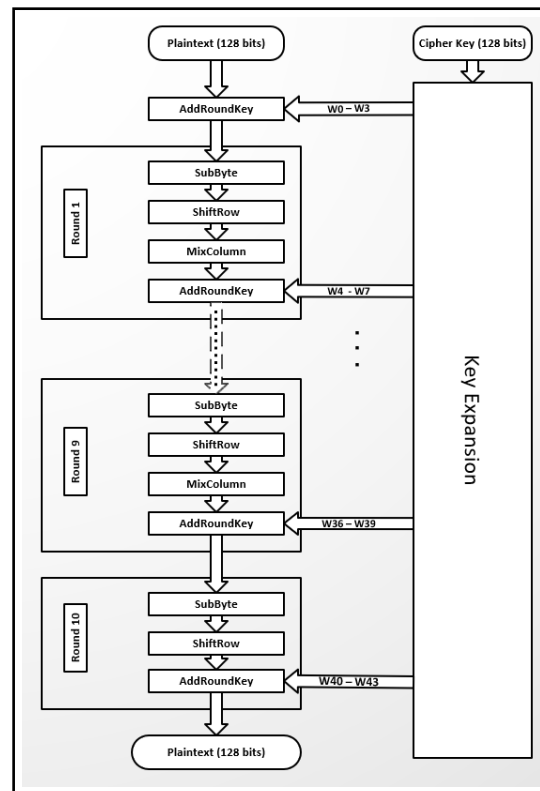 Plaintext (128 bits)
Cipher Key (128 bits)
AddRoundKey
W0 – W3
Round 1
SubByte
ShiftRow
MixColumn
AddRoundKey
W4 - W7
. . .
Key Expansion
Round 9
SubByte
ShiftRow
MixColumn
AddRoundKey
W36 – W39
Round 10
SubByte
ShiftRow
AddRoundKey
W40 – W43
Plaintext (128 bits)